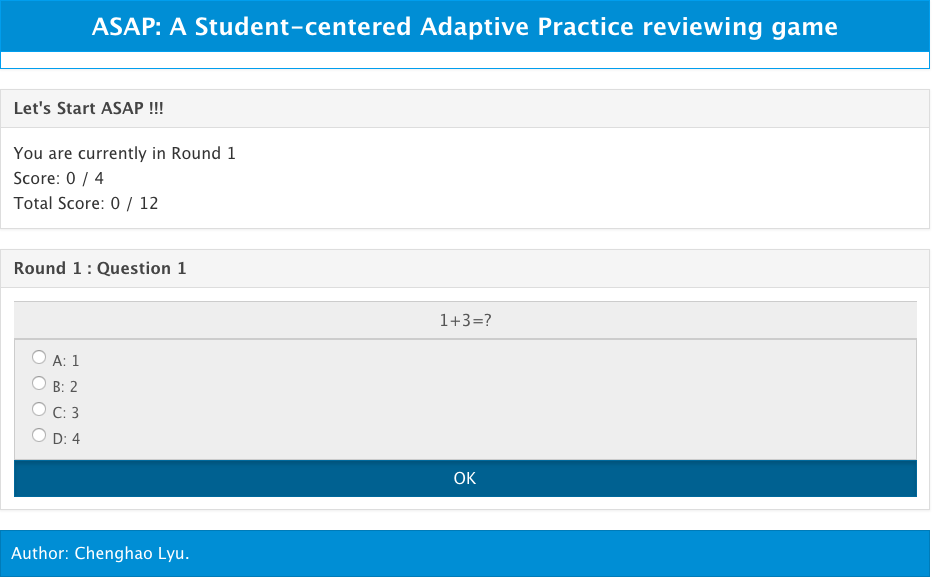 ASAP: A Student-centered Adaptive Practice reviewing game
Let's Start ASAP !!!
You are currently in Round 1
Score: 0 / 4
Total Score: 0 / 12
Round 1 : Question 1
1+3=?
A: 1
B: 2
C: 3
D: 4
OK
Author: Chenghao Lyu.